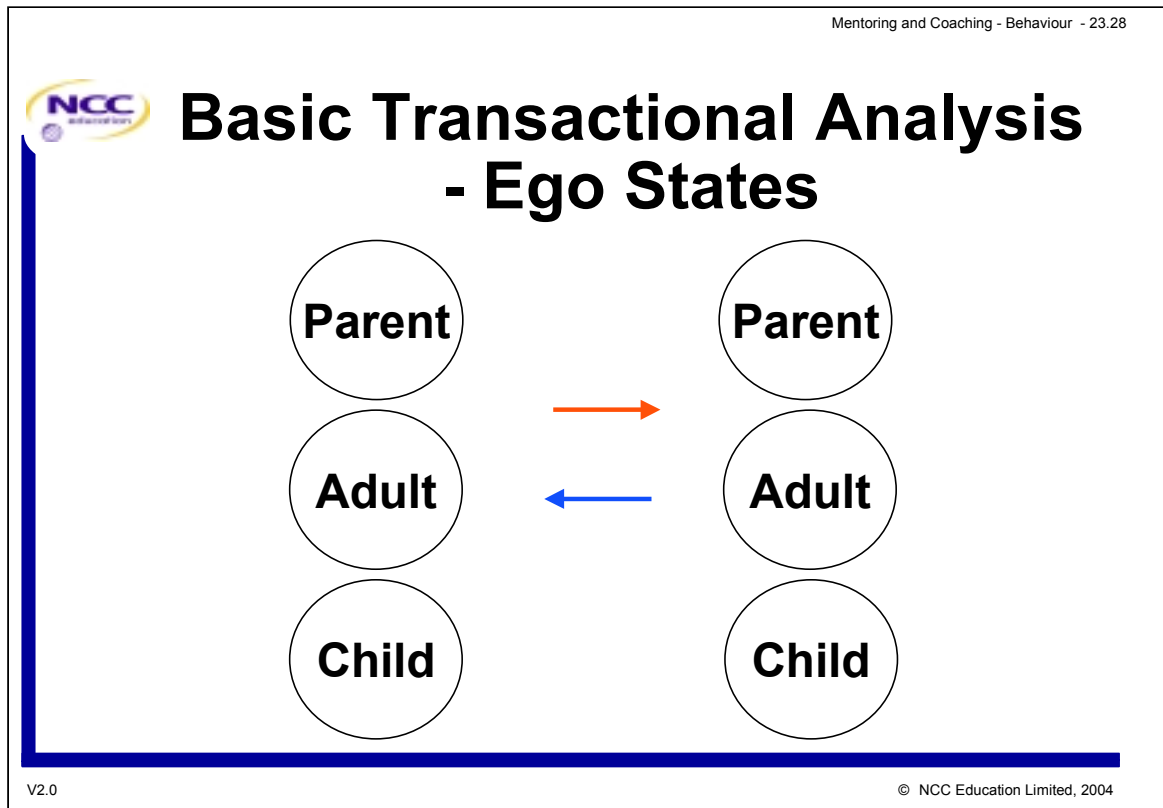 Mentoring and Coaching - Behaviour - 23.28
NCC
education
Basic Transactional Analysis
- Ego States
Parent
Parent
Adult
Adult
Child
Child
V2.0
© NCC Education Limited, 2004